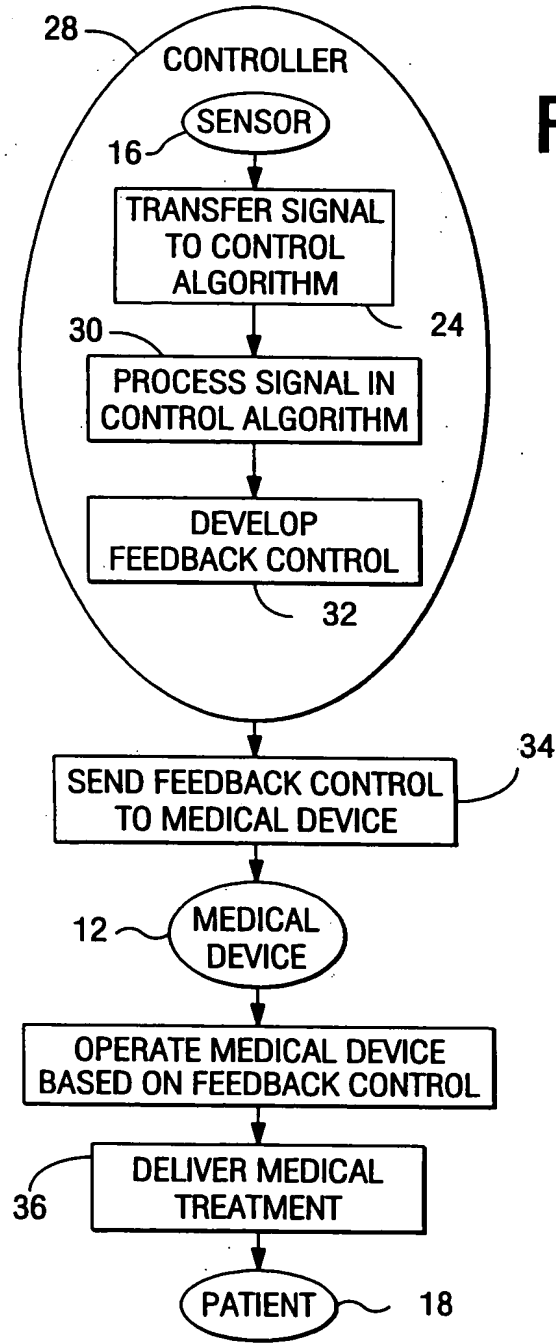 28
CONTROLLER
SENSOR
16
TRANSFER SIGNAL
TO CONTROL
ALGORITHM
24
30
PROCESS SIGNAL IN
CONTROL ALGORITHM
DEVELOP
FEEDBACK CONTROL
32
34
SEND FEEDBACK CONTROL
TO MEDICAL DEVICE
12
MEDICAL
DEVICE
OPERATE MEDICAL DEVICE
BASED ON FEEDBACK CONTROL
DELIVER MEDICAL
TREATMENT
36
PATIENT
18